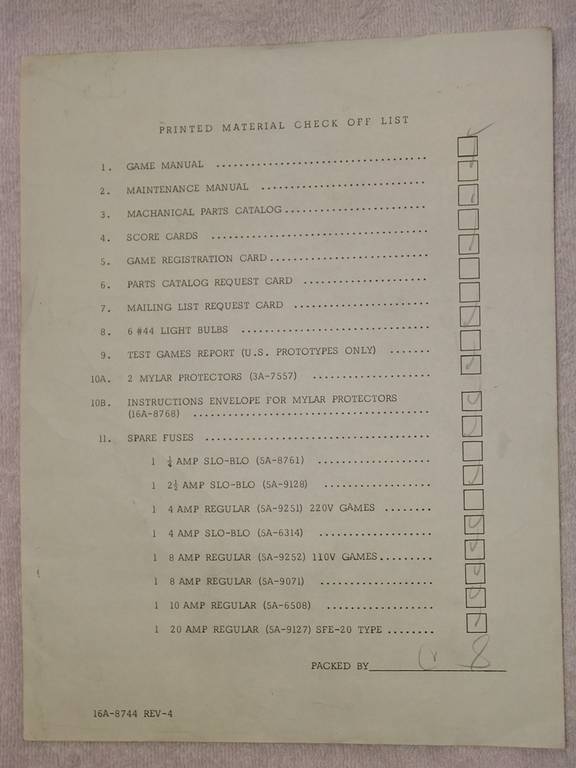 PRINTED MATERIAL CHECK OFF LIST
1. GAME MANUAL ....................................
2. MAINTENANCE MANUAL ............................
3. MACHANICAL PARTS CATALOG........................
4. SCORE CARDS .....................................
5. GAME REGISTRATION CARD...........................
6. PARTS CATALOG REQUEST CARD .....................
7. MAILING LIST REQUEST CARD .......................
8. 6 #44 LIGHT BULBS ................................
9. TEST GAMES REPORT (U.S. PROTOTYPES ONLY) .......
10A. 2 MYLAR PROTECTORS (3A-7557) ....................
10B. INSTRUCTIONS ENVELOPE FOR MYLAR PROTECTORS
(16A-8768) ........................................
11. SPARE FUSES ......................................
1 ¼ AMP SLO-BLO (5A-8761) ...................
1 2½ AMP SLO-BLO (5A-9128) ..................
1 4 AMP REGULAR (5A-9251) 220V GAMES ........
1 4 AMP SLO-BLO (5A-6314) ...................
1 8 AMP REGULAR (5A-9252) 110V GAMES.........
1 8 AMP REGULAR (5A-9071) ...................
1 10 AMP REGULAR (5A-6508) ..................
1 20 AMP REGULAR (5A-9127) SFE-20 TYPE ........
PACKED BY
16A-8744 REV-4